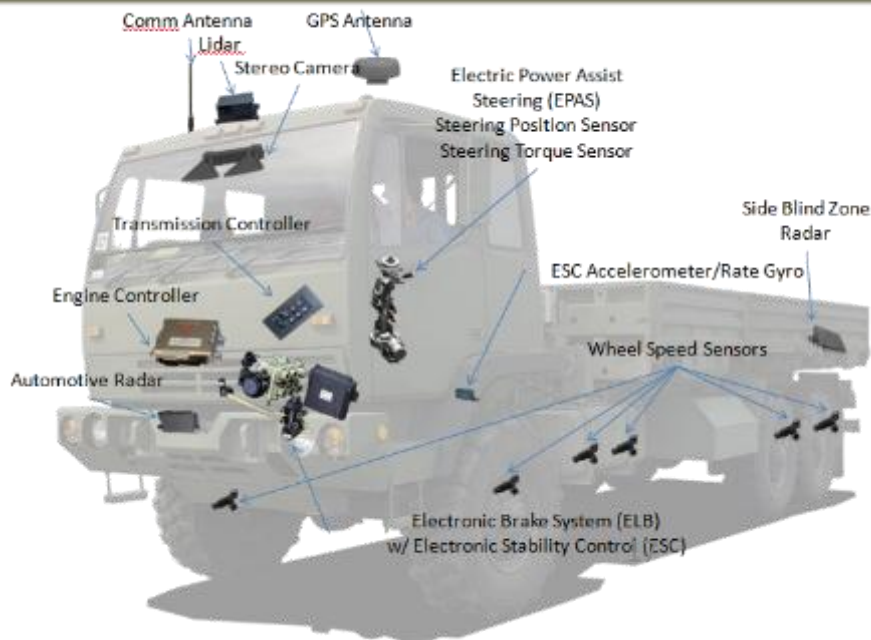 Comm Antenna
Lidar
GPS Antenna
Stereo Camera
Electric Power Assist
Steering (EPAS)
Steering Position Sensor
Steering Torque Sensor
Transmission Controller
Side Blind Zone
Radar
ESC Accelerometer/Rate Gyro
Engine Controller
Wheel Speed Sensors
Automotive Radar
Electronic Brake System (ELB)
w/ Electronic Stability Control (ESC)